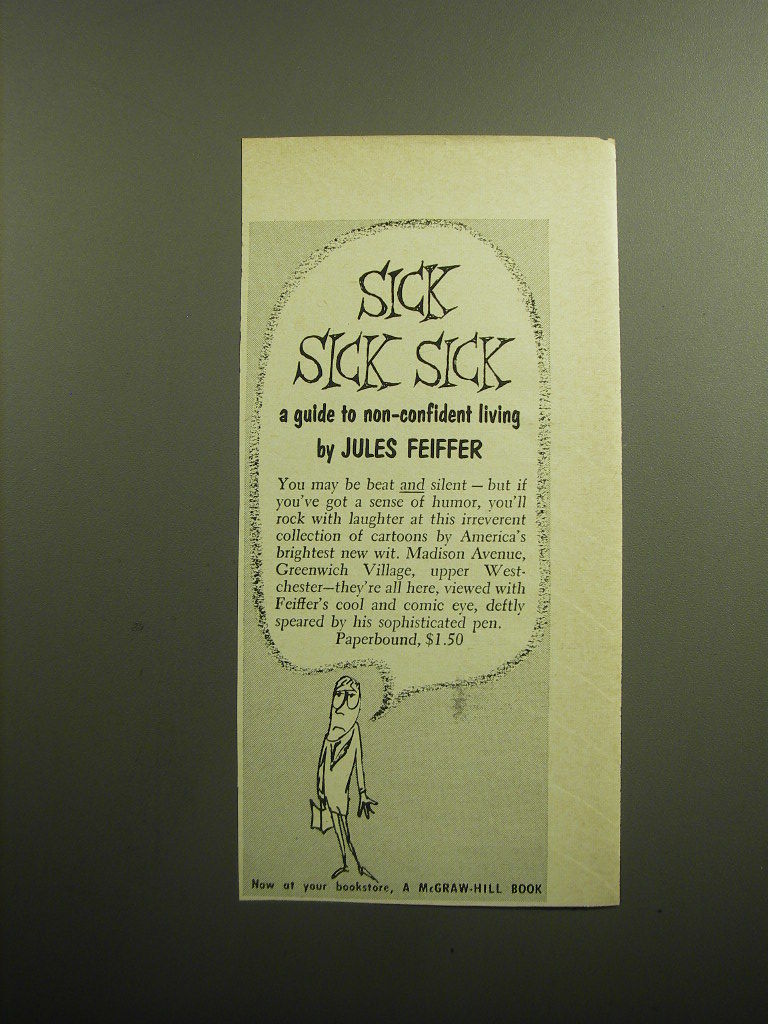 SICK
SICK SICK
a guide to non-confident living
by JULES FEIFFER
You may be beat and silent — but if
you've got a sense of humor, you'll
rock with laughter at this irreverent
collection of cartoons by America's
brightest new wit. Madison Avenue,
Greenwich Village, upper West-
chester—they're all here, viewed with
Feiffer's cool and comic eye, deftly
speared by his sophisticated pen.
Paperbound, $1.50
Now at your bookstore, A McGRAW-HILL BOOK